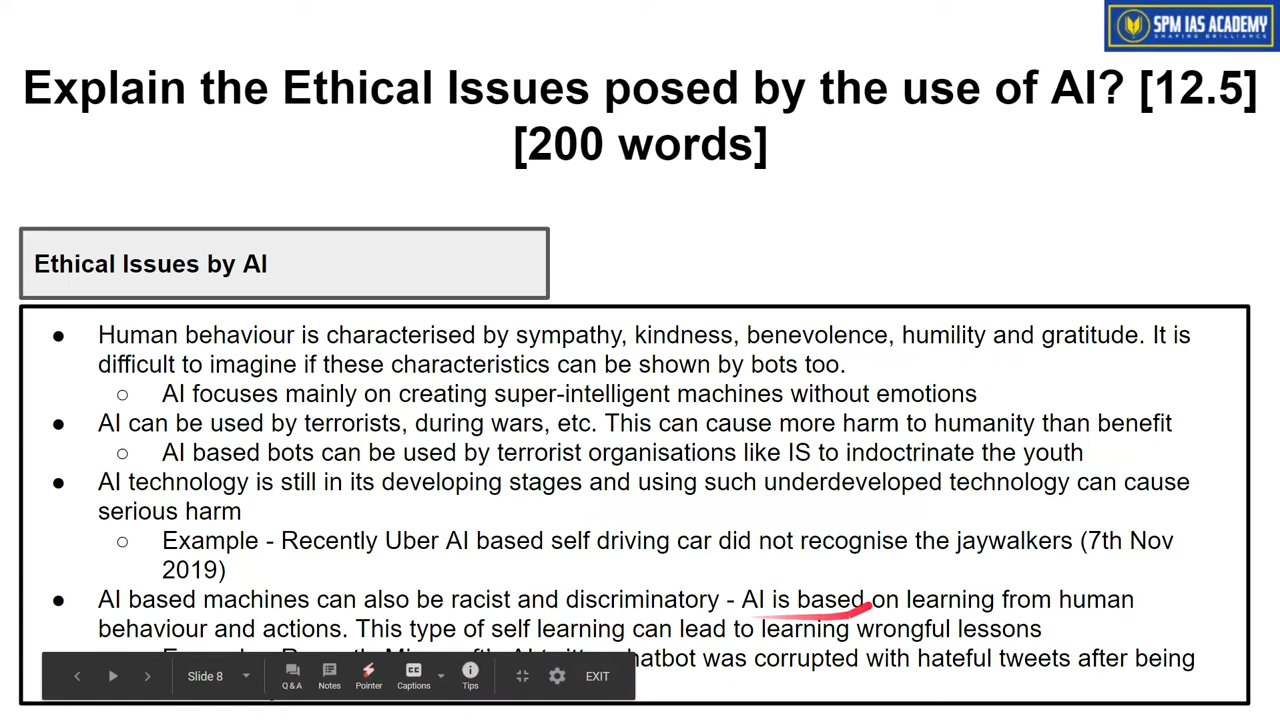 SPM IAS ACADEMY
SHAPING BRILLIANCE
Explain the Ethical Issues posed by the use of AI? [12.5]
[200 words]
Ethical Issues by AI
● Human behaviour is characterised by sympathy, kindness, benevolence, humility and gratitude. It is
difficult to imagine if these characteristics can be shown by bots too.
○ AI focuses mainly on creating super-intelligent machines without emotions
● AI can be used by terrorists, during wars, etc. This can cause more harm to humanity than benefit
○ AI based bots can be used by terrorist organisations like IS to indoctrinate the youth
● AI technology is still in its developing stages and using such underdeveloped technology can cause
serious harm
○ Example - Recently Uber AI based self driving car did not recognise the jaywalkers (7th Nov
2019)
● AI based machines can also be racist and discriminatory - AI is based on learning from human
behaviour and actions. This type of self learning can lead to learning wrongful lessons
was corrupted with hateful tweets after being
Slide 8
Q & A
Notes
Pointer
CC
Captions
Tips
EXIT